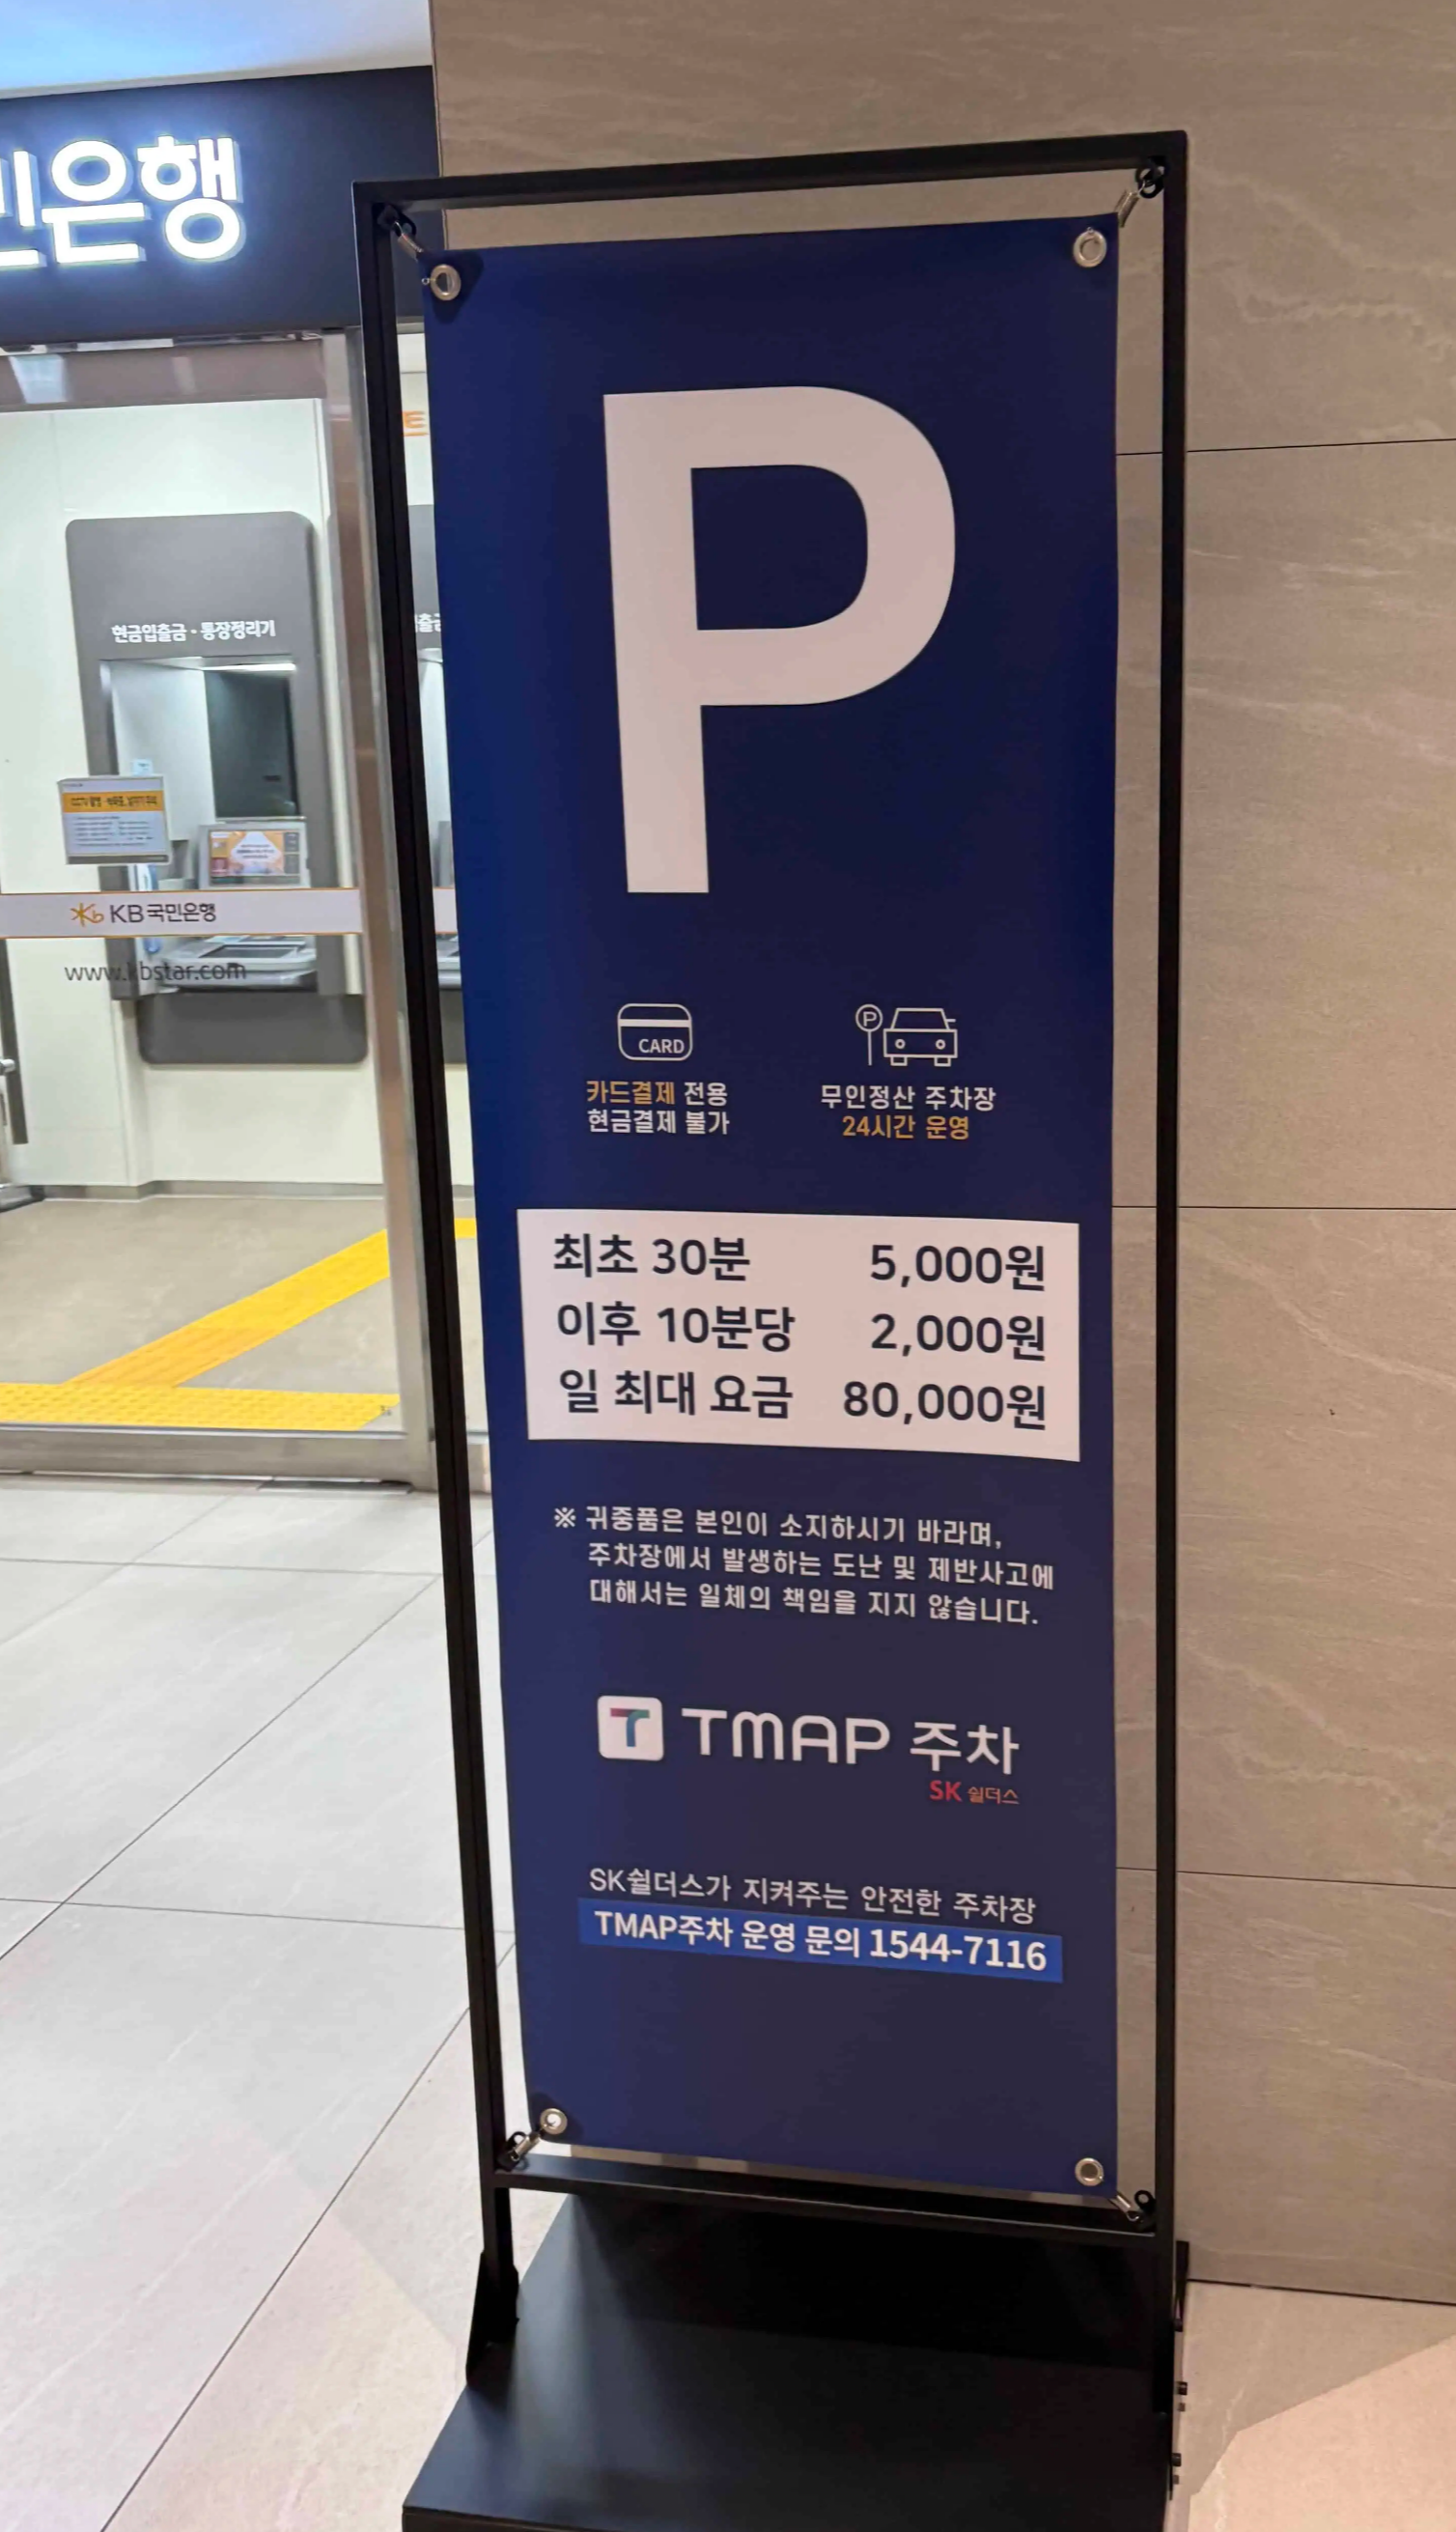 민은행
현금입출금·통장정리기
KB국민은행
www.kbstar.com
P
CARD
P
카드결제 전용
현금결제 불가
무인정산 주차장
24시간 운영
최초 30분 5,000원
이후 10분당 2,000원
일 최대 요금 80,000원
※ 귀중품은 본인이 소지하시기 바라며,
주차장에서 발생하는 도난 및 제반사고에
대해서는 일체의 책임을 지지 않습니다.
T TMAP 주차
SK 쉴더스
SK쉴더스가 지켜주는 안전한 주차장
TMAP주차 운영 문의 1544-7116